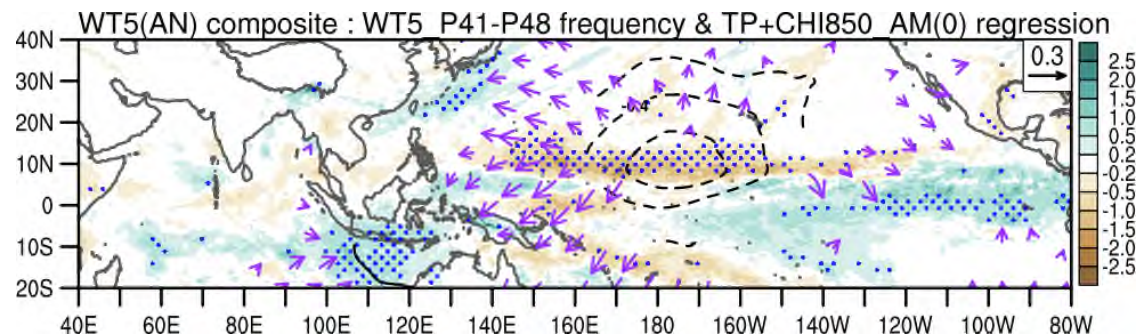 WT5(AN) composite : WT5_P41-P48 frequency & TP+CHI850_AM(0) regression
40N
30N
20N
10N
0
10S
20S
40E 60E 80E 100E 120E 140E 160E 180 160W 140W 120W 100W 80W
0.3
-0.4
2.5
2.0
1.5
1.0
0.5
0.2
-0.2
-0.5
-1.0
-1.5
-2.0
-2.5